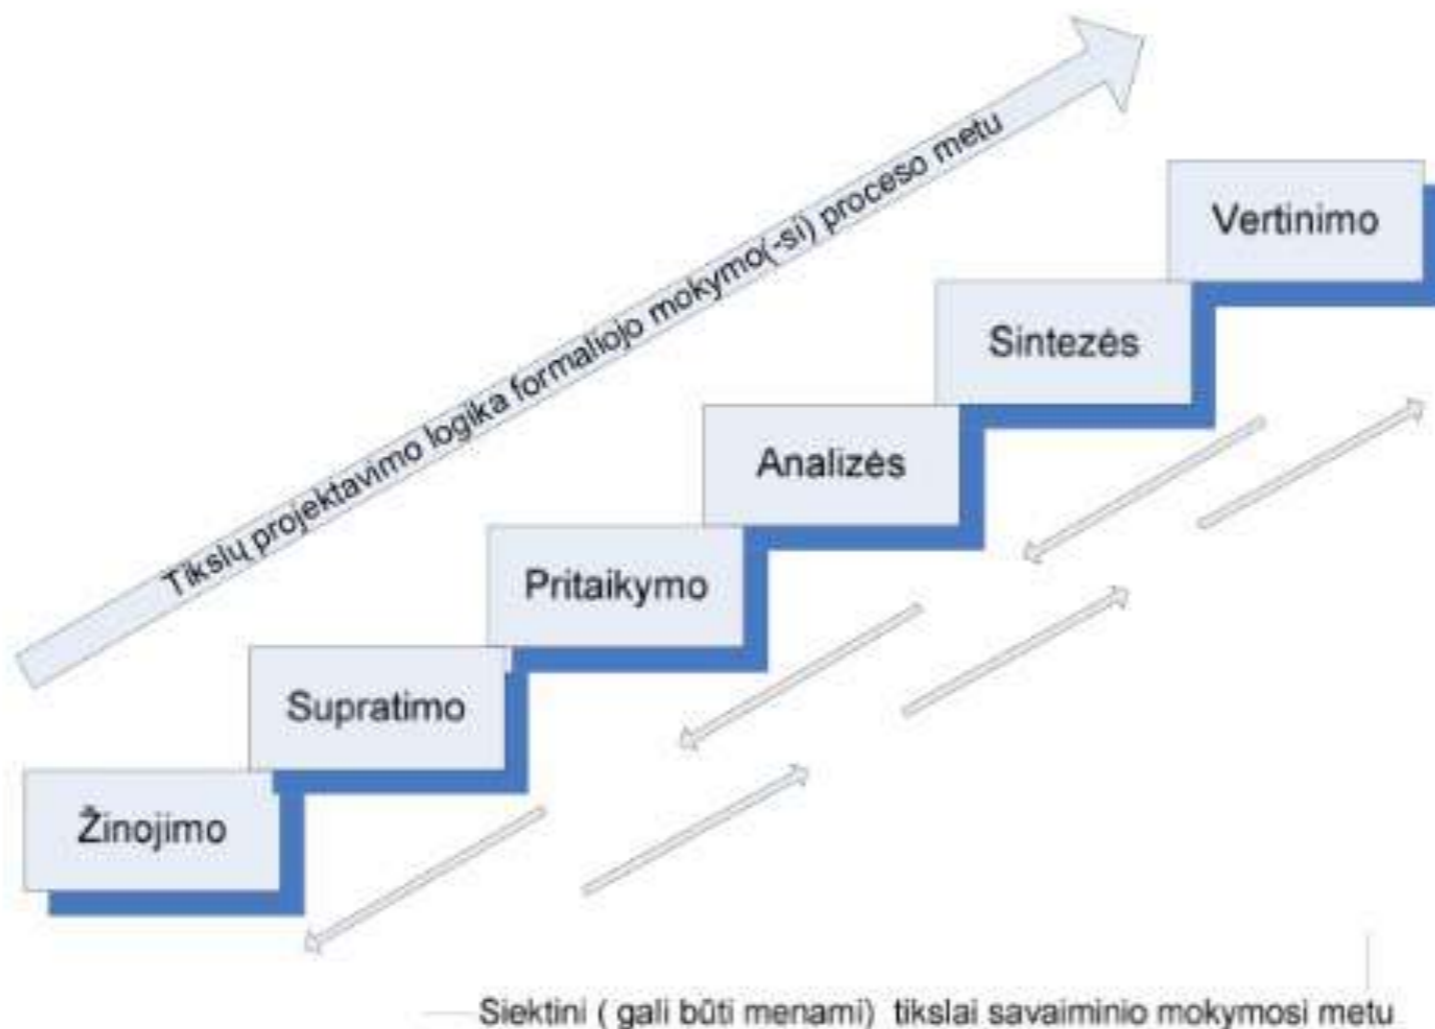 Tikslų projektavimo logika formaliojo mokymo(-si) proceso metu
Vertinimo
Sintezės
Analizės
Pritaikymo
Supratimo
Žinojimo
Siektini ( gali būti menami) tikslai savaiminio mokymosi metu